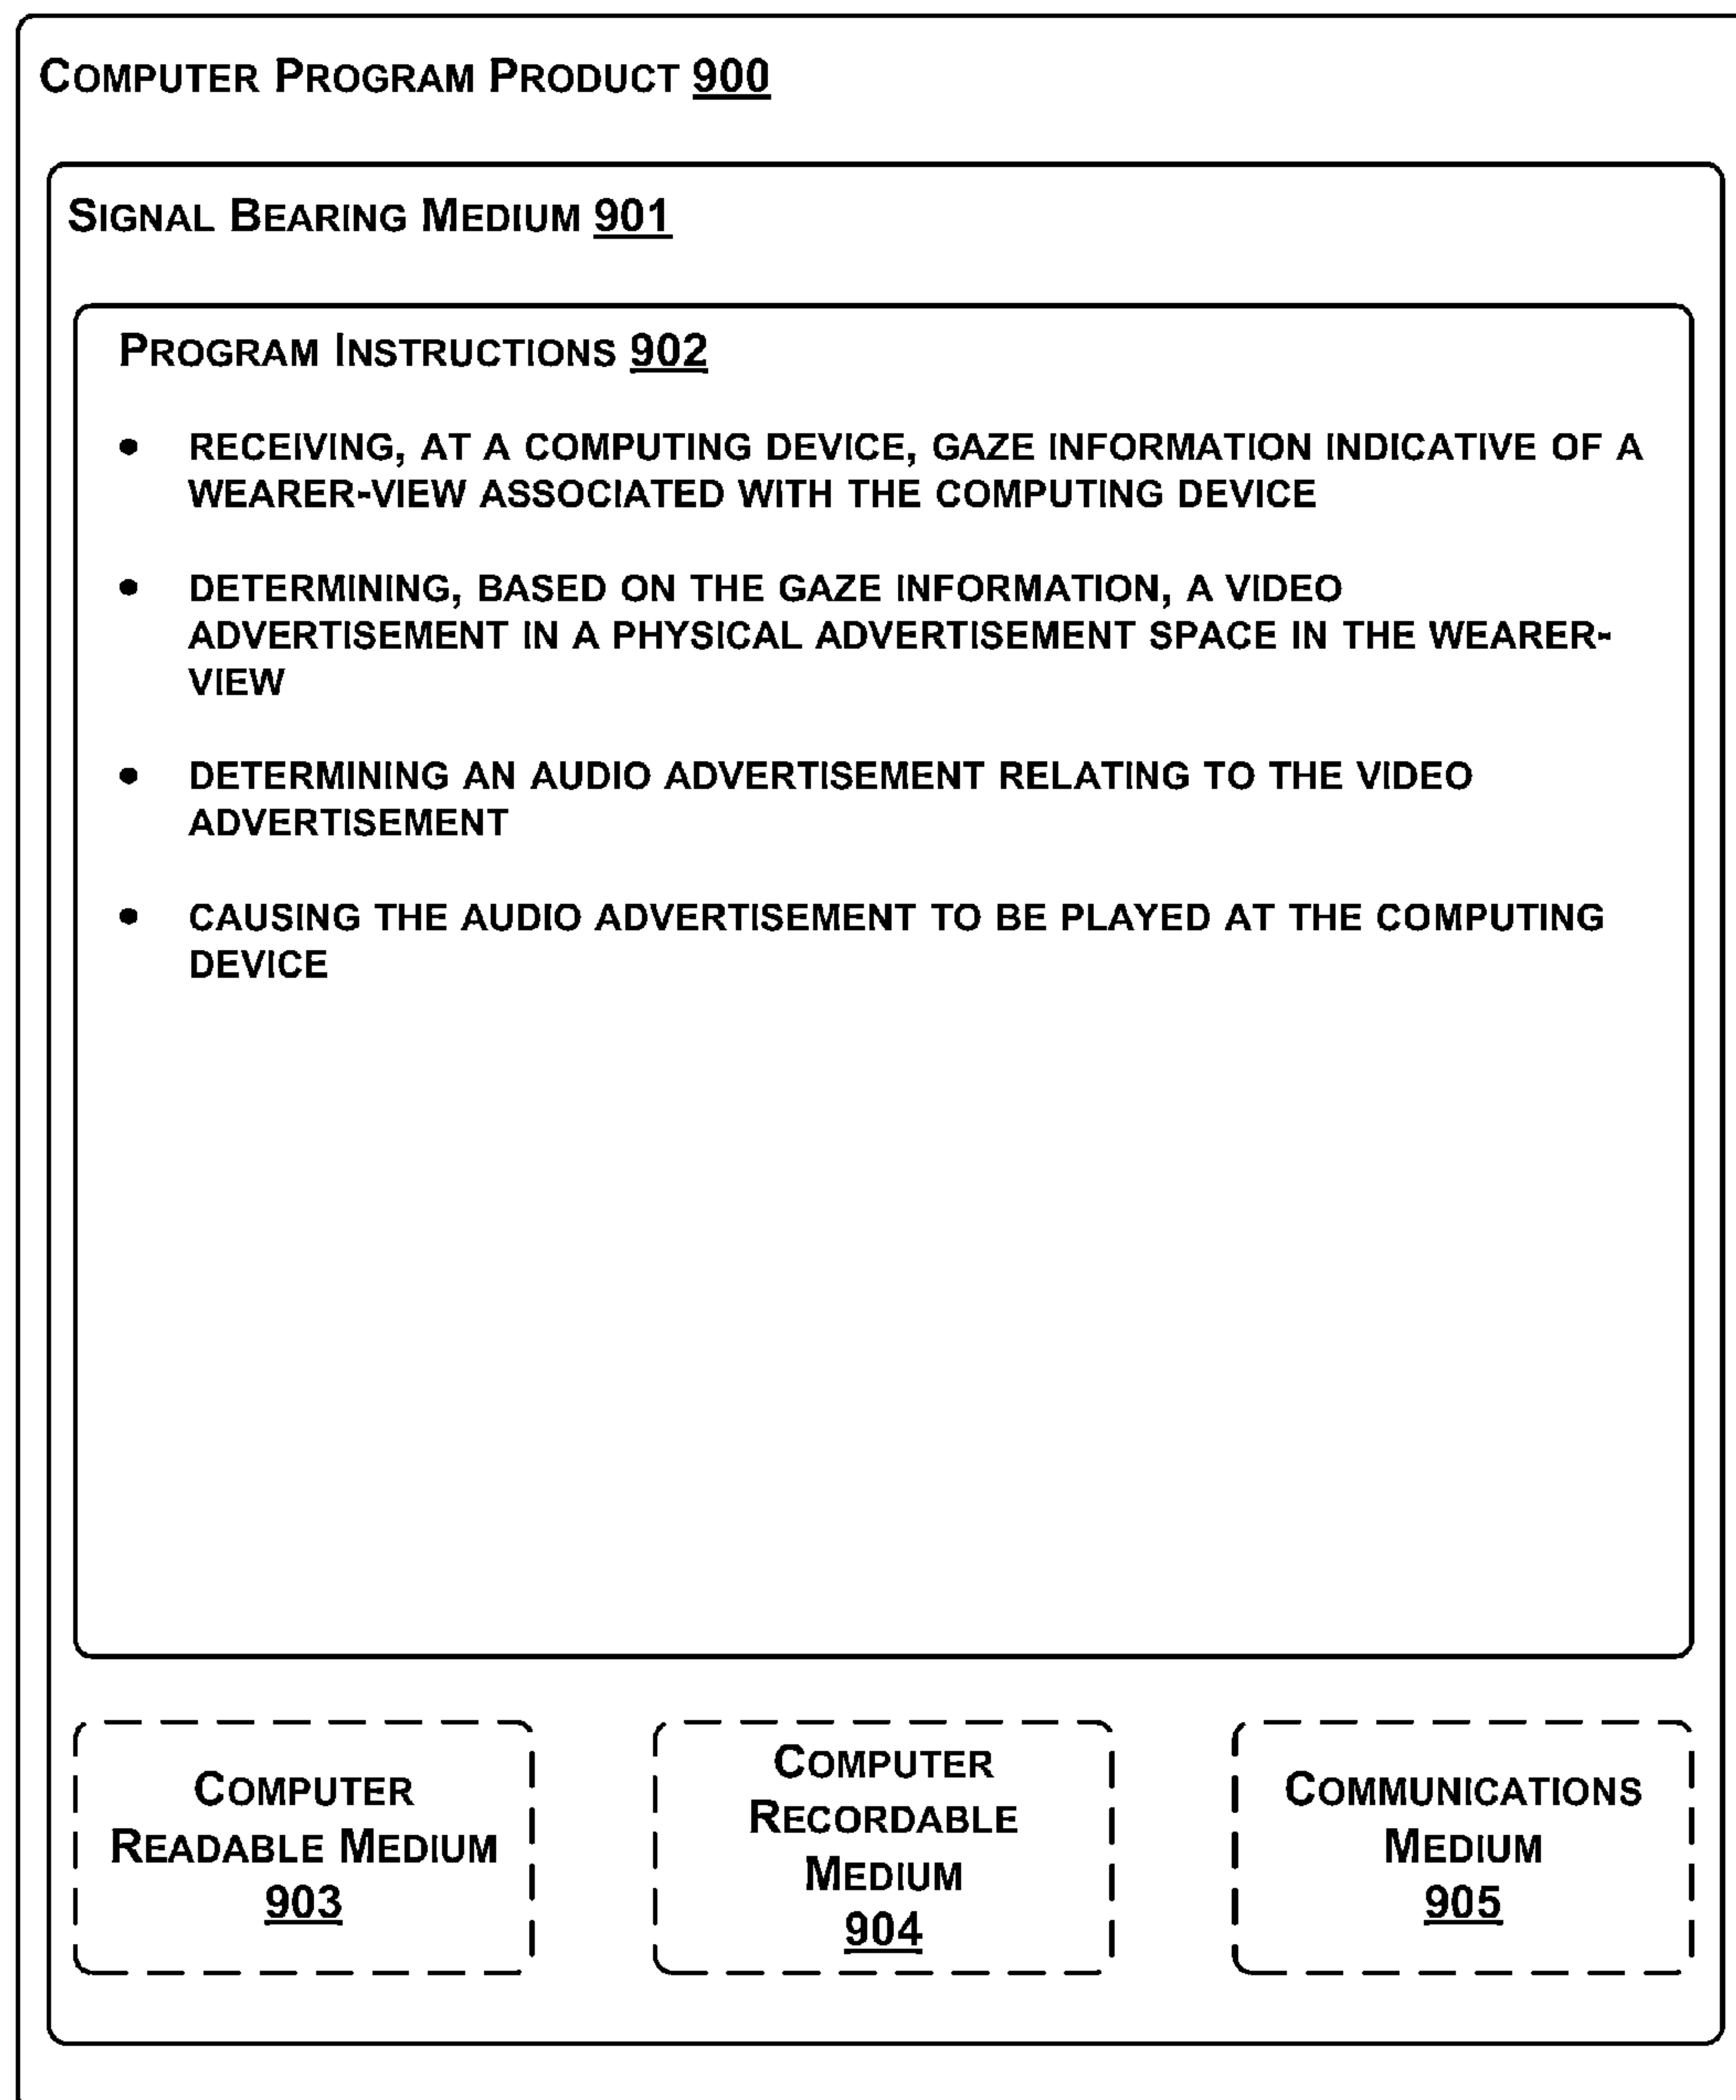 COMPUTER PROGRAM PRODUCT 900
SIGNAL BEARING MEDIUM 901
PROGRAM INSTRUCTIONS 902
• RECEIVING, AT A COMPUTING DEVICE, GAZE INFORMATION INDICATIVE OF A
WEARER-VIEW ASSOCIATED WITH THE COMPUTING DEVICE
• DETERMINING, BASED ON THE GAZE INFORMATION, A VIDEO
ADVERTISEMENT IN A PHYSICAL ADVERTISEMENT SPACE IN THE WEARER-
VIEW
• DETERMINING AN AUDIO ADVERTISEMENT RELATING TO THE VIDEO
ADVERTISEMENT
• CAUSING THE AUDIO ADVERTISEMENT TO BE PLAYED AT THE COMPUTING
DEVICE
COMPUTER
READABLE MEDIUM
903
COMPUTER
RECORDABLE
MEDIUM
904
COMMUNICATIONS
MEDIUM
905